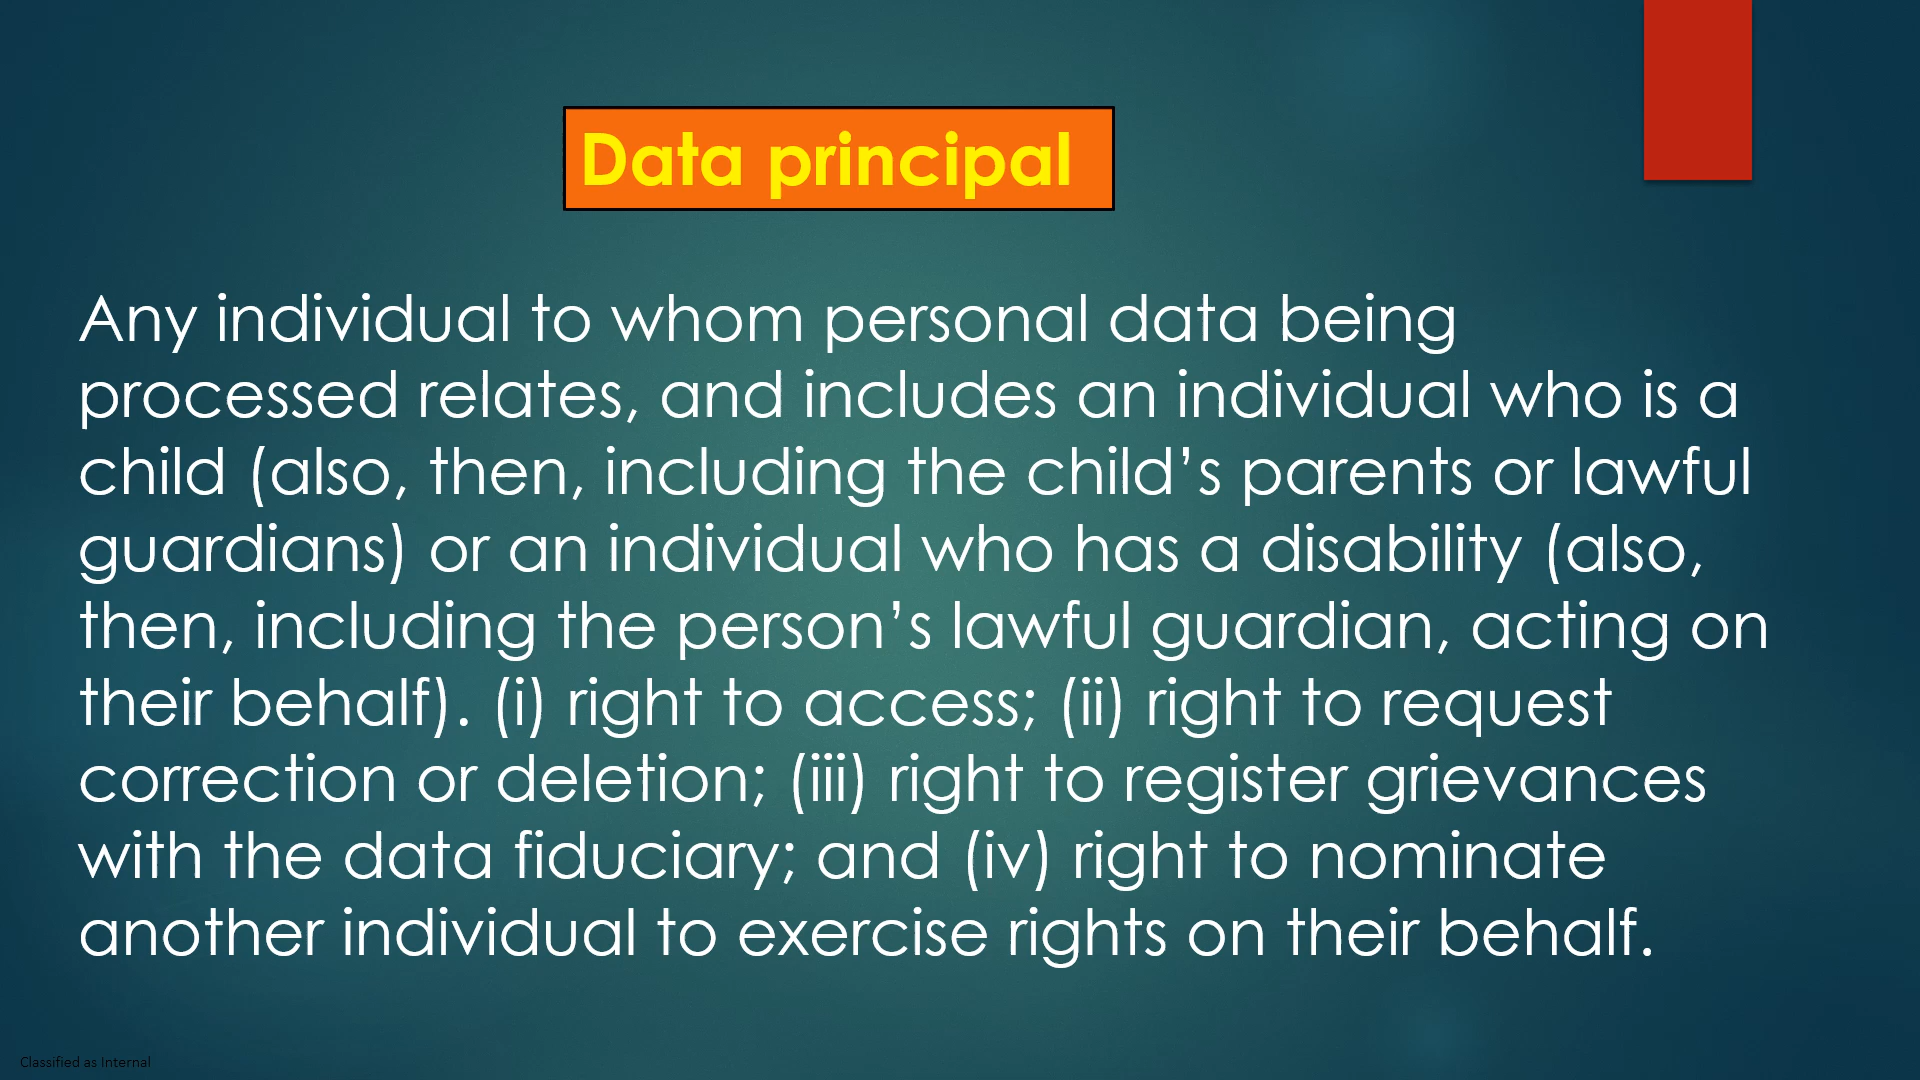 Data principal
Any individual to whom personal data being
processed relates, and includes an individual who is a
child (also, then, including the child’s parents or lawful
guardians) or an individual who has a disability (also,
then, including the person’s lawful guardian, acting on
their behalf). (i) right to access; (ii) right to request
correction or deletion; (iii) right to register grievances
with the data fiduciary; and (iv) right to nominate
another individual to exercise rights on their behalf.
Classified as Internal